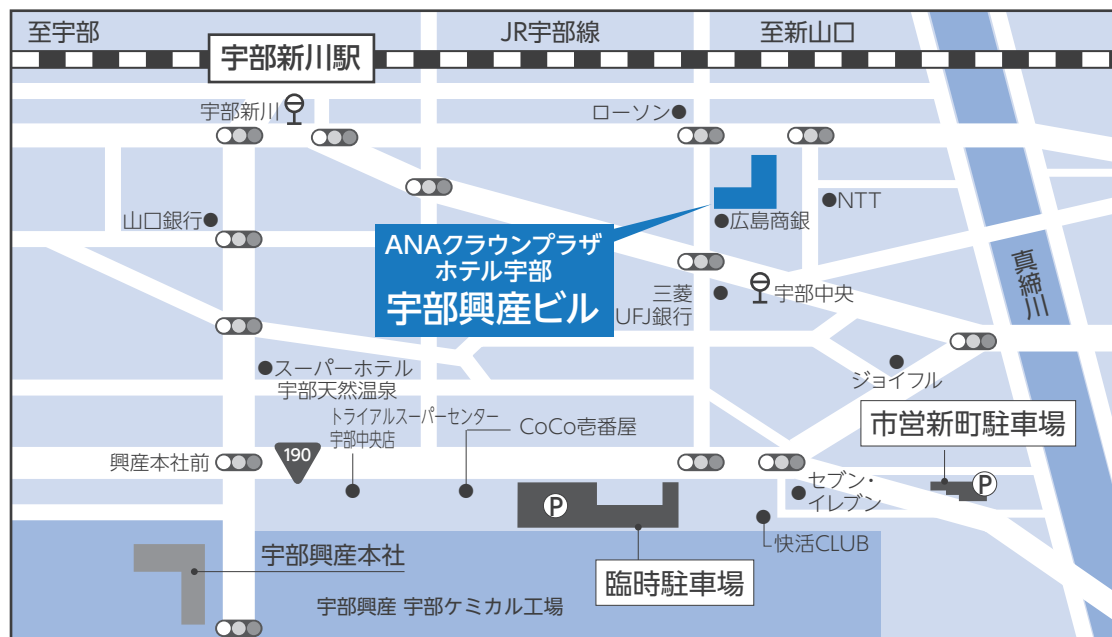 至宇部
JR宇部線
至新山口
宇部新川駅
宇部新川
ローソン
山口銀行
NTT
広島商銀
ANAクラウンプラザ
ホテル宇部
宇部興産ビル
三菱
UFJ銀行
宇部中央
真締川
スーパーホテル
宇部天然温泉
ジョイフル
トライアルスーパーセンター
宇部中央店
CoCo壱番屋
市営新町駐車場
興産本社前
190
セブン・
イレブン
P
P
快活CLUB
宇部興産本社
臨時駐車場
宇部興産 宇部ケミカル工場